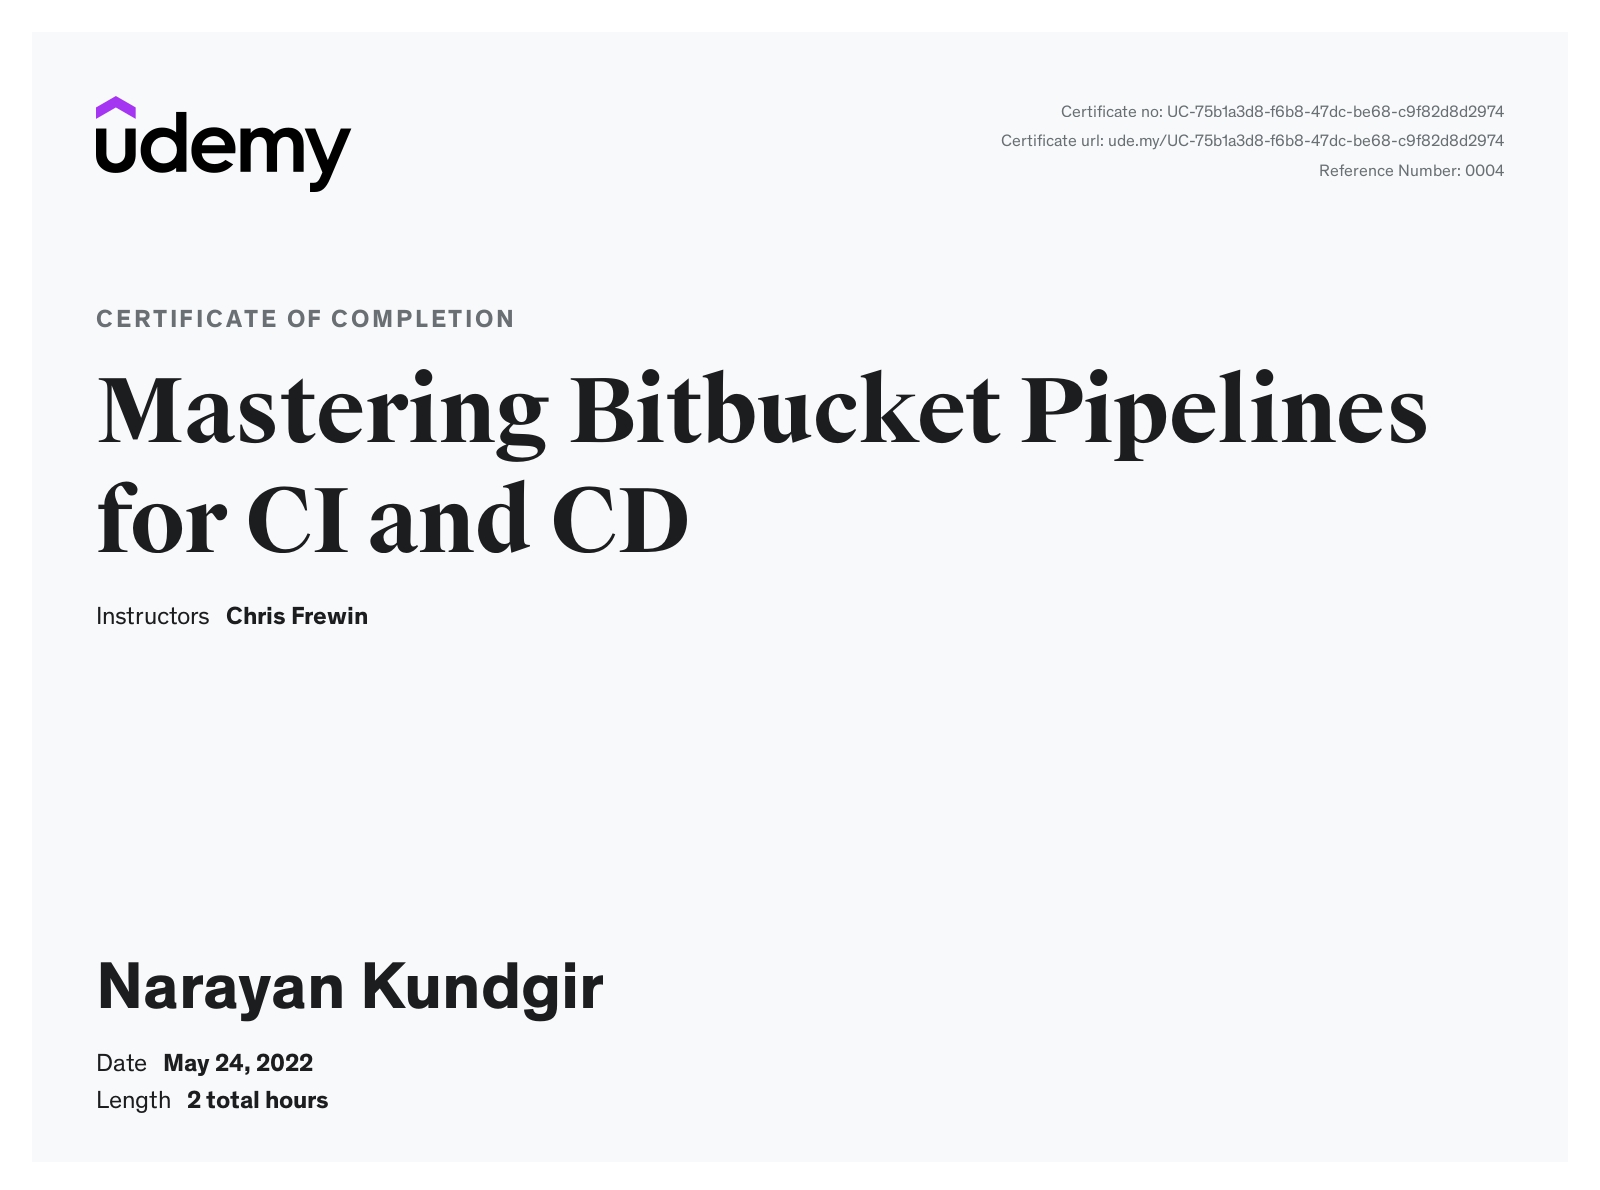 udemy
Certificate no: UC-75b1a3d8-f6b8-47dc-be68-c9f82d8d2974
Certificate url: ude.my/UC-75b1a3d8-f6b8-47dc-be68-c9f82d8d2974
Reference Number: 0004
CERTIFICATE OF COMPLETION
Mastering Bitbucket Pipelines
for CI and CD
Instructors Chris Frewin
Narayan Kundgir
Date May 24, 2022
Length 2 total hours